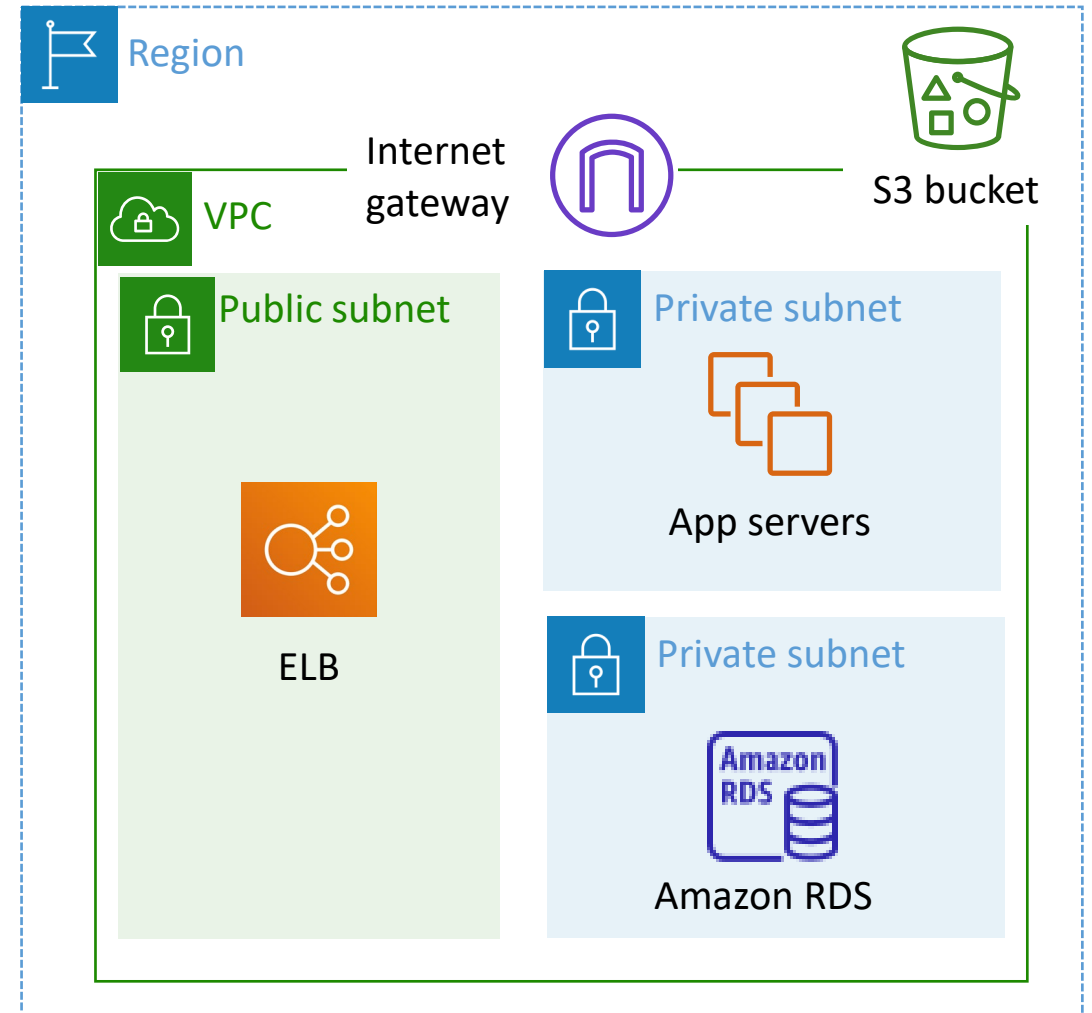 Region
Internet
gateway
S3 bucket
VPC
Public subnet
Private subnet
App servers
ELB
Private subnet
Amazon
RDS
Amazon RDS